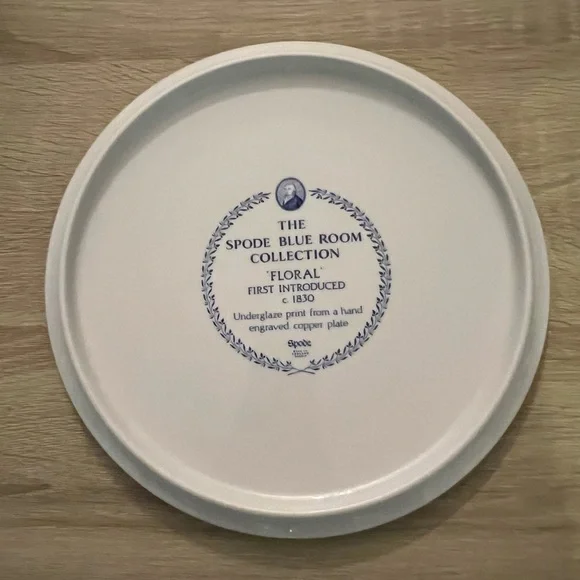 THE
SPODE BLUE ROOM
COLLECTION
"FLORAL"
FIRST INTRODUCED
c. 1830
Underglaze print from a hand
engraved copper plate
Spode